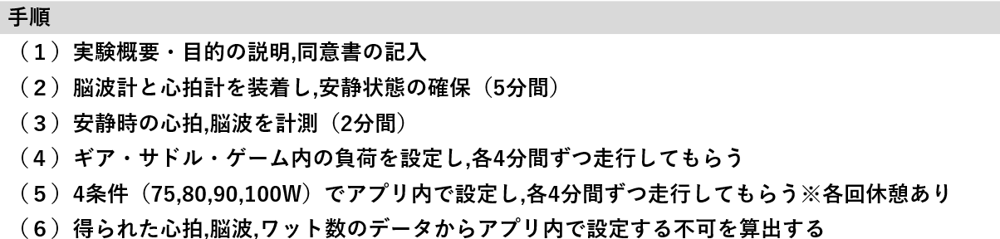 手順
（１）実験概要・目的の説明,同意書の記入
（２）脳波計と心拍計を装着し,安静状態の確保（5分間）
（３）安静時の心拍,脳波を計測（2分間）
（４）ギア・サドル・ゲーム内の負荷を設定し,各4分間ずつ走行してもらう
（５）4条件（75,80,90,100W）でアプリ内で設定し,各4分間ずつ走行してもらう※各回休憩あり
（６）得られた心拍,脳波,ワット数のデータからアプリ内で設定する不可を算出する